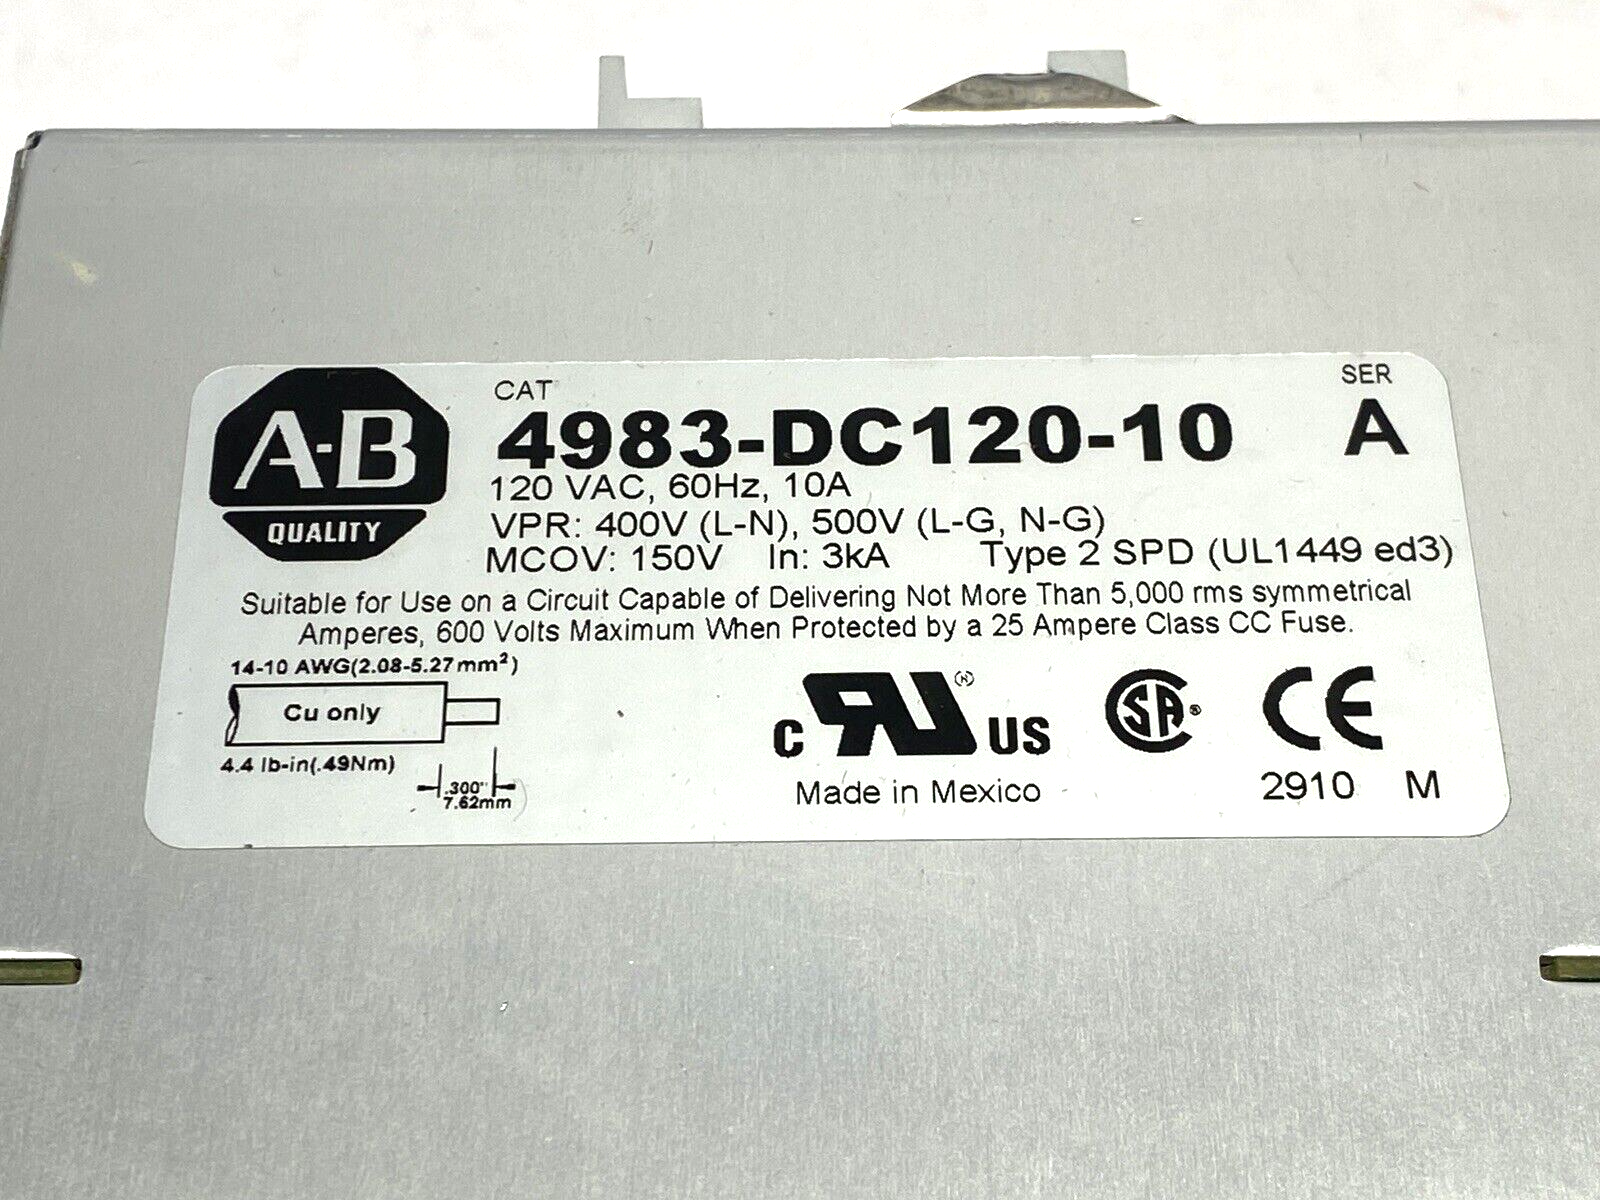 A-B
QUALITY
CAT
SER
4983-DC120-10
A
120 VAC, 60Hz, 10A
VPR: 400V (L-N), 500V (L-G, N-G)
MCOV: 150V In: 3kA Type 2 SPD (UL1449 ed3)
Suitable for Use on a Circuit Capable of Delivering Not More Than 5,000 rms symmetrical
Amperes, 600 Volts Maximum When Protected by a 25 Ampere Class CC Fuse.
14-10 AWG(2.08-5.27mm²)
Cu only
4.4 lb-in(.49Nm)
.300"
7.62mm
c RU US
SA®
CE
Made in Mexico
2910 M